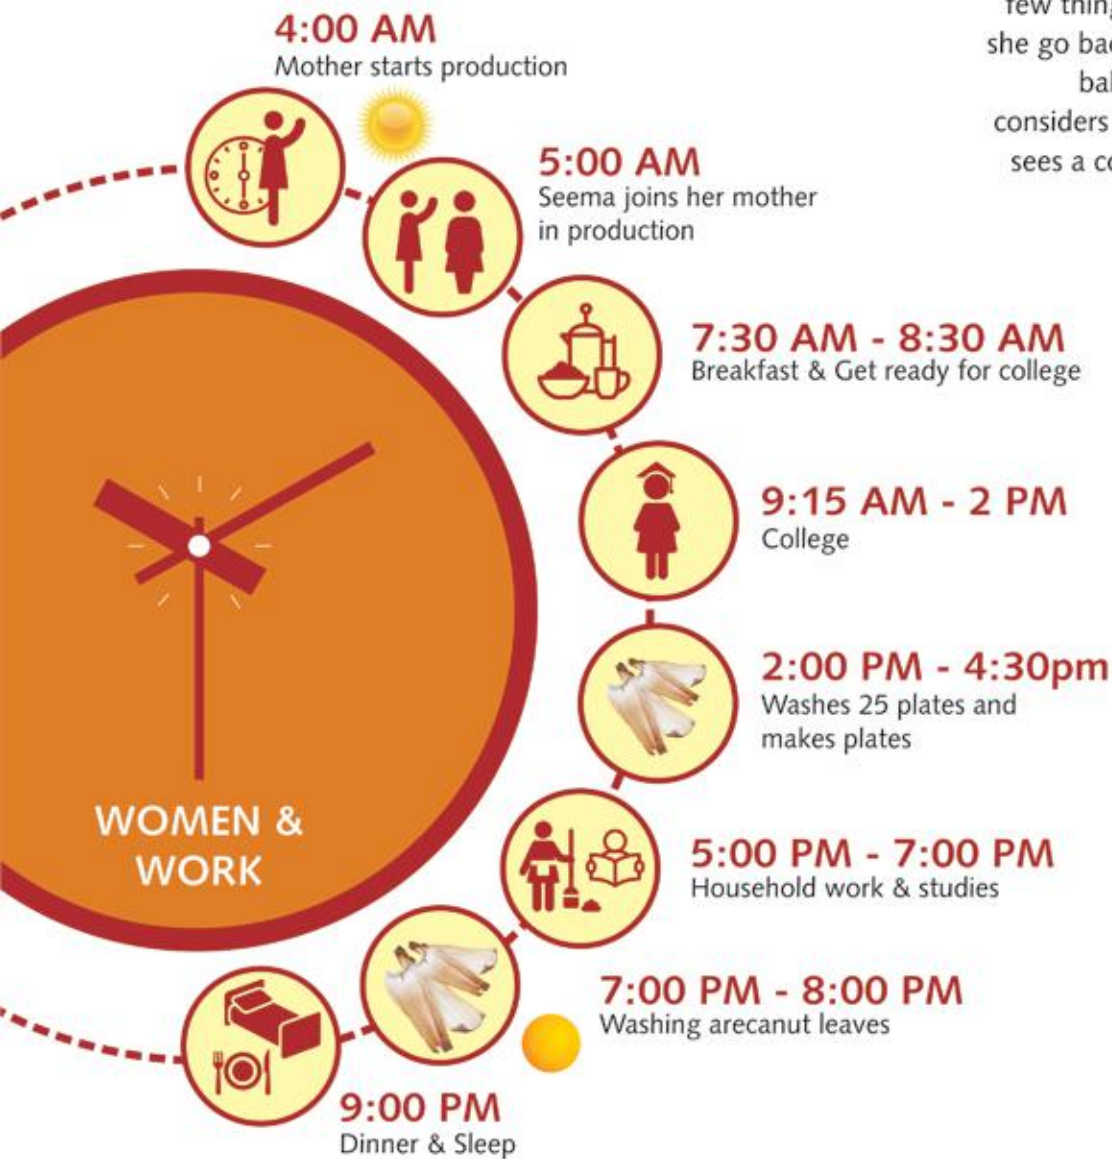 few
she go
considers
sees a
4:00 AM
Mother starts production
5:00 AM
Seema joins her mother
in production
7:30 AM - 8:30 AM
Breakfast & Get ready for college
9:15 AM - 2 PM
College
2:00 PM - 4:30pm
Washes 25 plates and
makes plates
5:00 PM - 7:00 PM
Household work & studies
7:00 PM - 8:00 PM
Washing arecanut leaves
9:00 PM
Dinner & Sleep
WOMEN &
WORK